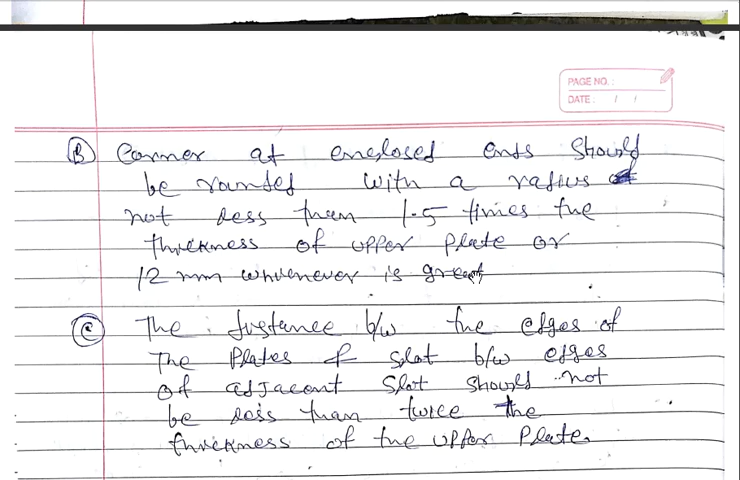 PAGE NO. :
DATE : / /
(B) Corner at enclosed ends should
be rounded with a radius
not less than 1.5 times the
thickness of upper plate or
12 mm whichever is great
(C) The distance b/w the edges of
The Plates & slot b/w edges
of adjacent slot should not
be less than twice the
thickness of the upper plate.